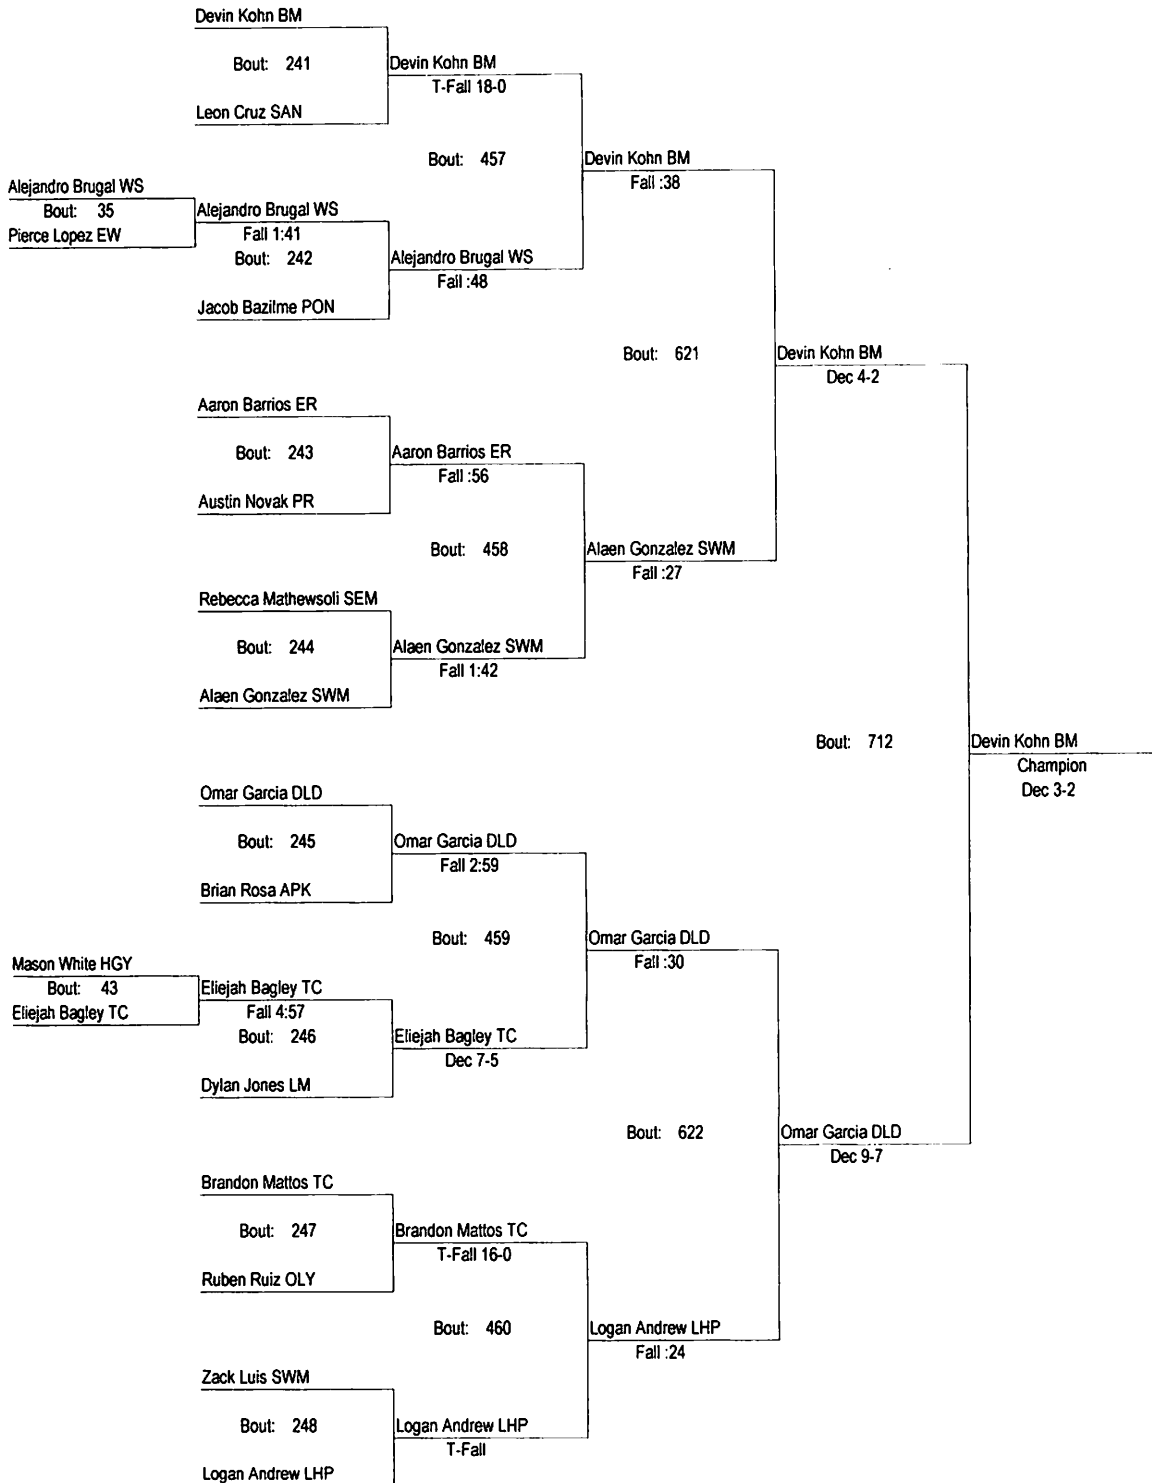 Devin Kohn BM
Bout: 241
Devin Kohn BM
T-Fall 18-0
Leon Cruz SAN
Bout: 457
Devin Kohn BM
Fall :38
Alejandro Brugal WS
Bout: 35
Pierce Lopez EW
Alejandro Brugal WS
Fall 1:41
Bout: 242
Alejandro Brugal WS
Fall :48
Jacob Bazilme PON
Bout: 621
Devin Kohn BM
Dec 4-2
Aaron Barrios ER
Bout: 243
Aaron Barrios ER
Fall :56
Austin Novak PR
Bout: 458
Alaen Gonzalez SWM
Fall :27
Rebecca Mathewsoli SEM
Bout: 244
Alaen Gonzalez SWM
Fall 1:42
Alaen Gonzalez SWM
Bout: 712
Devin Kohn BM
Champion
Dec 3-2
Omar Garcia DLD
Bout: 245
Omar Garcia DLD
Fall 2:59
Brian Rosa APK
Bout: 459
Omar Garcia DLD
Fall :30
Mason White HGY
Bout: 43
Eliejah Bagley TC
Eliejah Bagley TC
Fall 4:57
Bout: 246
Eliejah Bagley TC
Dec 7-5
Dylan Jones LM
Bout: 622
Omar Garcia DLD
Dec 9-7
Brandon Mattos TC
Bout: 247
Brandon Mattos TC
T-Fall 16-0
Ruben Ruiz OLY
Bout: 460
Logan Andrew LHP
Fall :24
Zack Luis SWM
Bout: 248
Logan Andrew LHP
T-Fall
Logan Andrew LHP